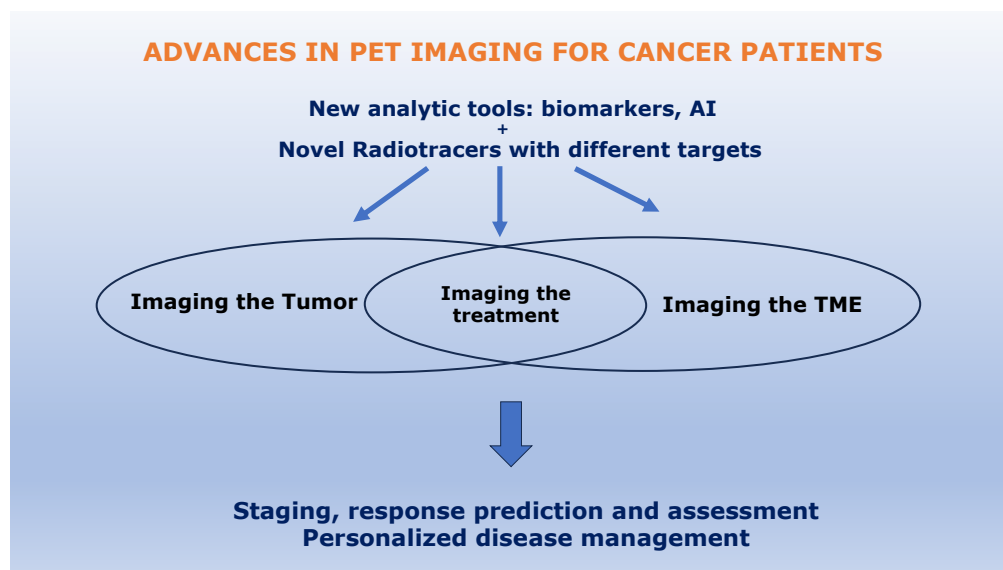 ADVANCES IN PET IMAGING FOR CANCER PATIENTS
New analytic tools: biomarkers, AI
+
Novel Radiotracers with different targets
Imaging the Tumor
Imaging the
treatment
Imaging the TME
Staging, response prediction and assessment
Personalized disease management